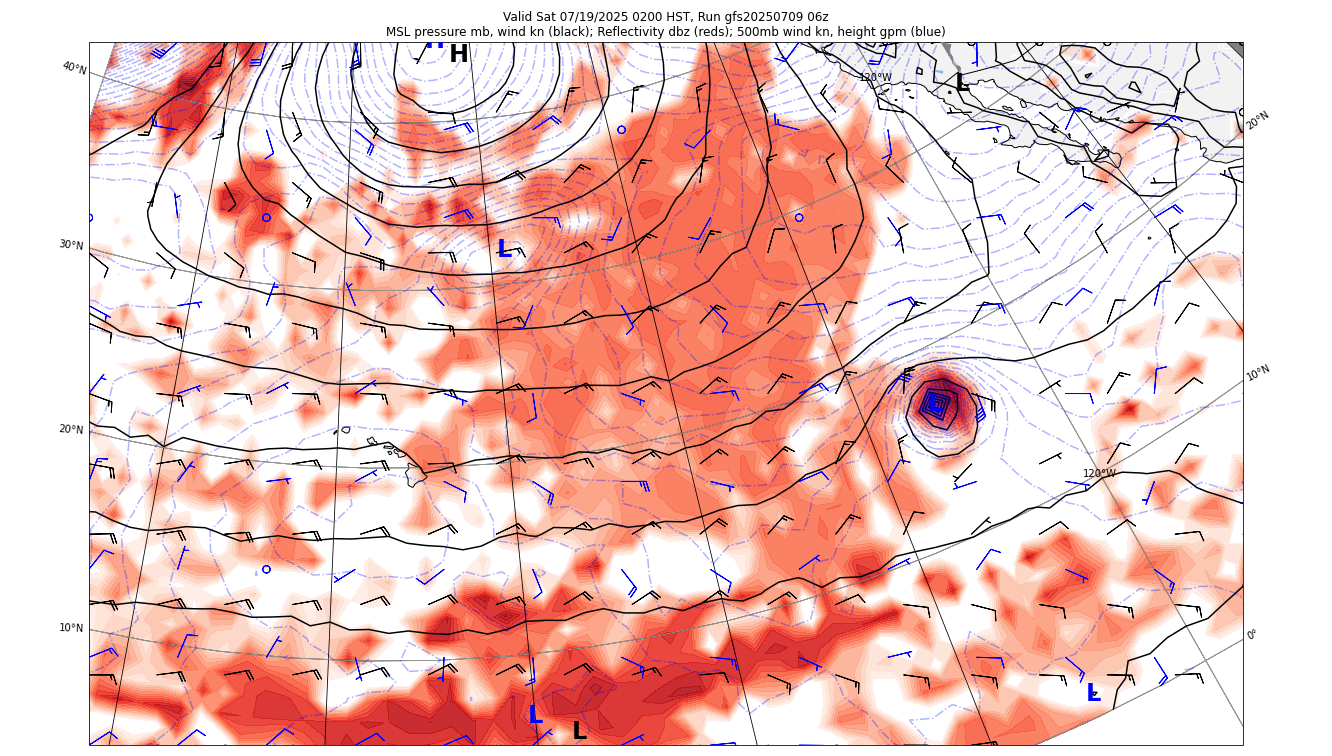 Valid Sat 07/19/2025 0200 HST, Run gfs20250709 06z
MSL pressure mb, wind kn (black); Reflectivity dbz (reds); 500mb wind kn, height gpm (blue)
H
H
L
40°N
120°W
20°N
30°N
L
10°N
20°N
120°W
10°N
0°
L
L
L